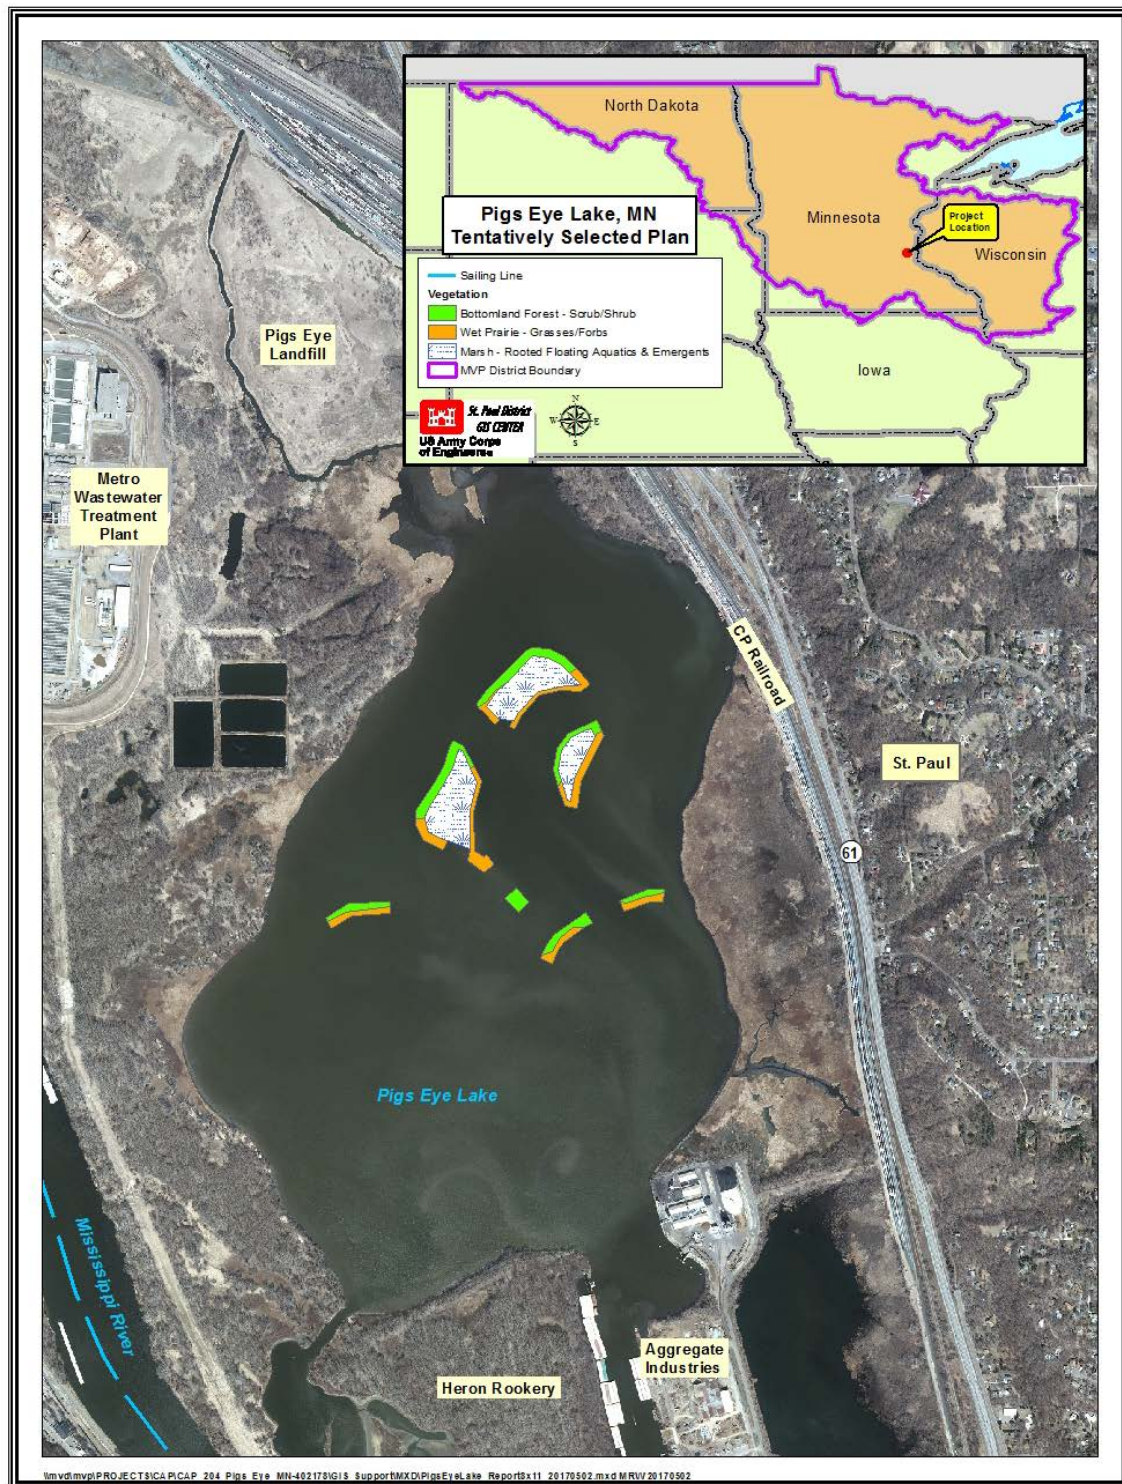 North Dakota
Minnesota
Wisconsin
Iowa
Project
Location
Pigs Eye Lake, MN
Tentatively Selected Plan
Sailing Line
Vegetation
Bottomland Forest - Scrub/Shrub
Wet Prairie - Grasses/Forbs
Marsh - Rooted Floating Aquatics & Emergents
MVP District Boundary
St. Paul District
GIS CENTER
US Army Corps
of Engineers
N
W
E
S
Pigs Eye
Landfill
Metro
Wastewater
Treatment
Plant
CP Railroad
St. Paul
61
Pigs Eye Lake
Mississippi River
Heron Rookery
Aggregate
Industries